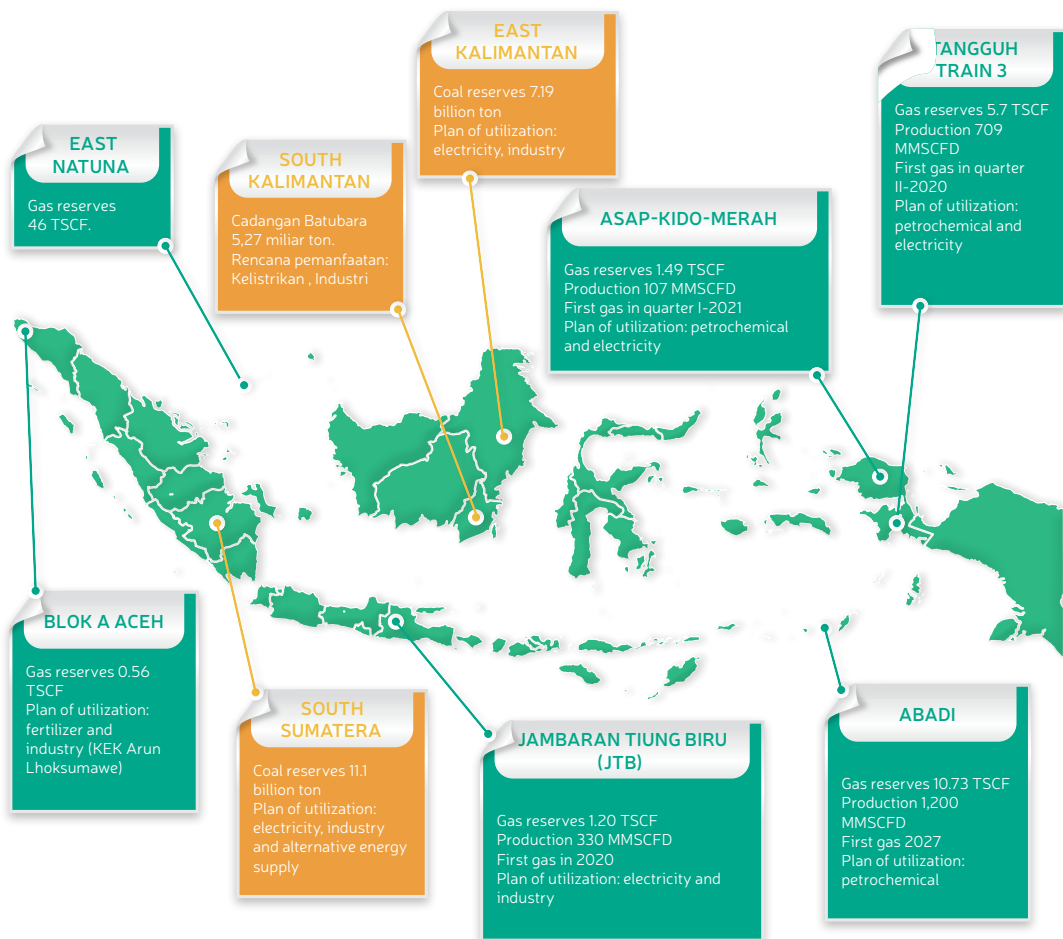 EAST
NATUNA
Gas reserves
46 TSCF.
SOUTH
KALIMANTAN
Cadangan Batubara
5,27 miliar ton.
Rencana pemanfaatan:
Kelistrikan , Industri
EAST
KALIMANTAN
Coal reserves 7.19
billion ton
Plan of utilization:
electricity, industry
ASAP-KIDO-MERAH
Gas reserves 1.49 TSCF
Production 107 MMSCFD
First gas in quarter I-2021
Plan of utilization: petrochemical
and electricity
TANGGUH
TRAIN 3
Gas reserves 5.7 TSCF
Production 709
MMSCFD
First gas in quarter
II-2020
Plan of utilization:
petrochemical and
electricity
BLOK A ACEH
Gas reserves 0.56
TSCF
Plan of utilization:
fertilizer and
industry (KEK Arun
Lhoksumawe)
SOUTH
SUMATERA
Coal reserves 11.1
billion ton
Plan of utilization:
electricity, industry
and alternative energy
supply
JAMBARAN TIUNG BIRU
(JTB)
Gas reserves 1.20 TSCF
Production 330 MMSCFD
First gas in 2020
Plan of utilization: electricity and
industry
ABADI
Gas reserves 10.73 TSCF
Production 1,200
MMSCFD
First gas 2027
Plan of utilization:
petrochemical